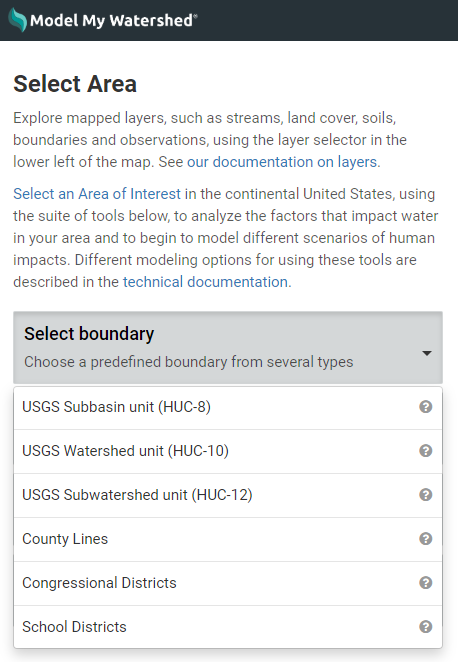 Model My Watershed®
Select Area
Explore mapped layers, such as streams, land cover, soils,
boundaries and observations, using the layer selector in the
lower left of the map. See our documentation on layers.
Select an Area of Interest in the continental United States, using
the suite of tools below, to analyze the factors that impact water
in your area and to begin to model different scenarios of human
impacts. Different modeling options for using these tools are
described in the technical documentation.
Select boundary
Choose a predefined boundary from several types
USGS Subbasin unit (HUC-8) ?
USGS Watershed unit (HUC-10) ?
USGS Subwatershed unit (HUC-12) ?
County Lines ?
Congressional Districts ?
School Districts ?